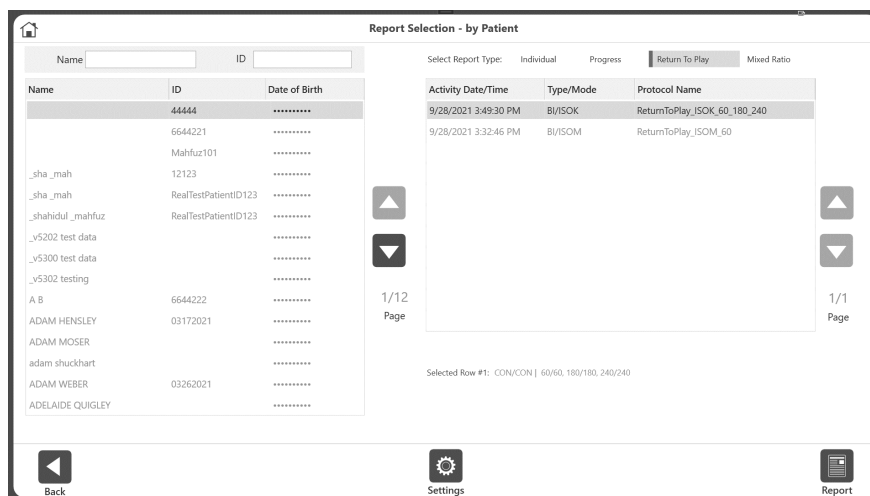 Report Selection - by Patient
Name ID
Select Report Type: Individual Progress Return To Play Mixed Ratio
Name ID Date of Birth
44444 ••••••••••
6644221 ••••••••••
Mahfuz101 ••••••••••
_sha _mah 12123 ••••••••••
_sha _mah RealTestPatientID123 ••••••••••
_shahidul _mahfuz RealTestPatientID123 ••••••••••
_v5202 test data ••••••••••
_v5300 test data ••••••••••
_v5302 testing ••••••••••
A B 6644222 ••••••••••
ADAM HENSLEY 03172021 ••••••••••
ADAM MOSER ••••••••••
adam shuckhart ••••••••••
ADAM WEBER 03262021 ••••••••••
ADELAIDE QUIGLEY ••••••••••
1/12
Page
Activity Date/Time Type/Mode Protocol Name
9/28/2021 3:49:30 PM BI/ISOK ReturnToPlay_ISOK_60_180_240
9/28/2021 3:32:46 PM BI/ISOM ReturnToPlay_ISOM_60
1/1
Page
Selected Row #1: CON/CON | 60/60, 180/180, 240/240
Back
Settings
Report